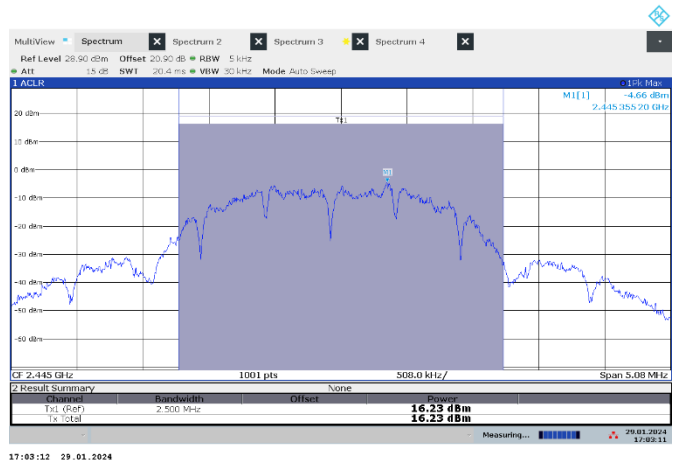 MultiView Spectrum X Spectrum 2 X Spectrum 3 X Spectrum 4 X
Ref Level 28.90 dBm Offset 20.90 dB RBW 5 kHz
Att 15 dB SWT 20.4 ms VBW 30 kHz Mode Auto Sweep
1 ACLR 1Pk Max
M1[1] -4.66 dBm
2.44535520 GHz
20 dBm
Tx1
10 dBm
0 dBm
M1
-10 dBm
-20 dBm
-30 dBm
-40 dBm
-50 dBm
-60 dBm
CF 2.445 GHz 1001 pts 508.0 kHz/ Span 5.08 MHz
2 Result Summary None
Channel Bandwidth Offset Power
Tx1 (Ref) 2.500 MHz 16.23 dBm
Tx Total 16.23 dBm
Measuring... 29.01.2024
17:03:11
17:03:12 29.01.2024